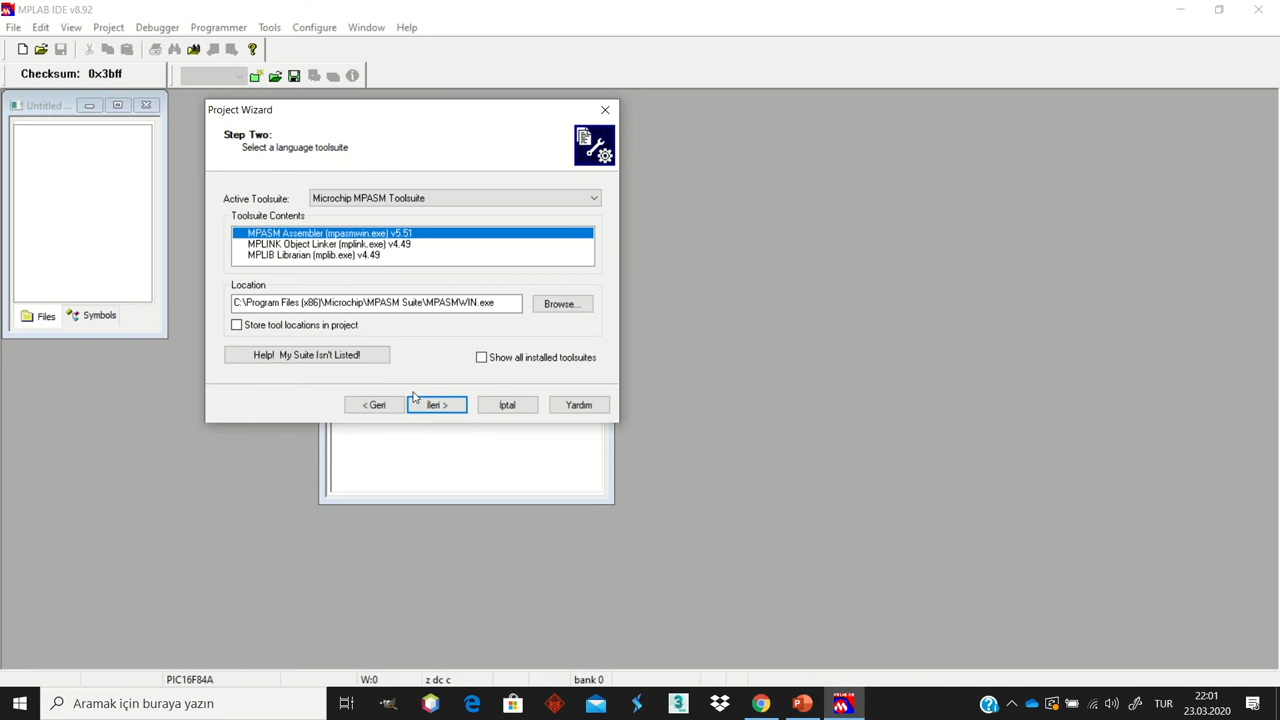 MPLAB IDE v8.92
File Edit View Project Debugger Programmer Tools Configure Window Help
Checksum: 0x3bff
Untitled ...
Files Symbols
Project Wizard
Step Two:
Select a language toolsuite
Active Toolsuite: Microchip MPASM Toolsuite
Toolsuite Contents
MPASM Assembler (mpasmwin.exe) v5.51
MPLINK Object Linker (mplink.exe) v4.49
MPLIB Librarian (mplib.exe) v4.49
Location
C:\Program Files (x86)\Microchip\MPASM Suite\MPASMWIN.exe Browse...
Store tool locations in project
Help! My Suite Isn't Listed! Show all installed toolsuites
< Geri İleri > İptal Yardım
PIC16F84A W:0 z dc c bank 0
Aramak için buraya yazın TUR 22:01
23.03.2020